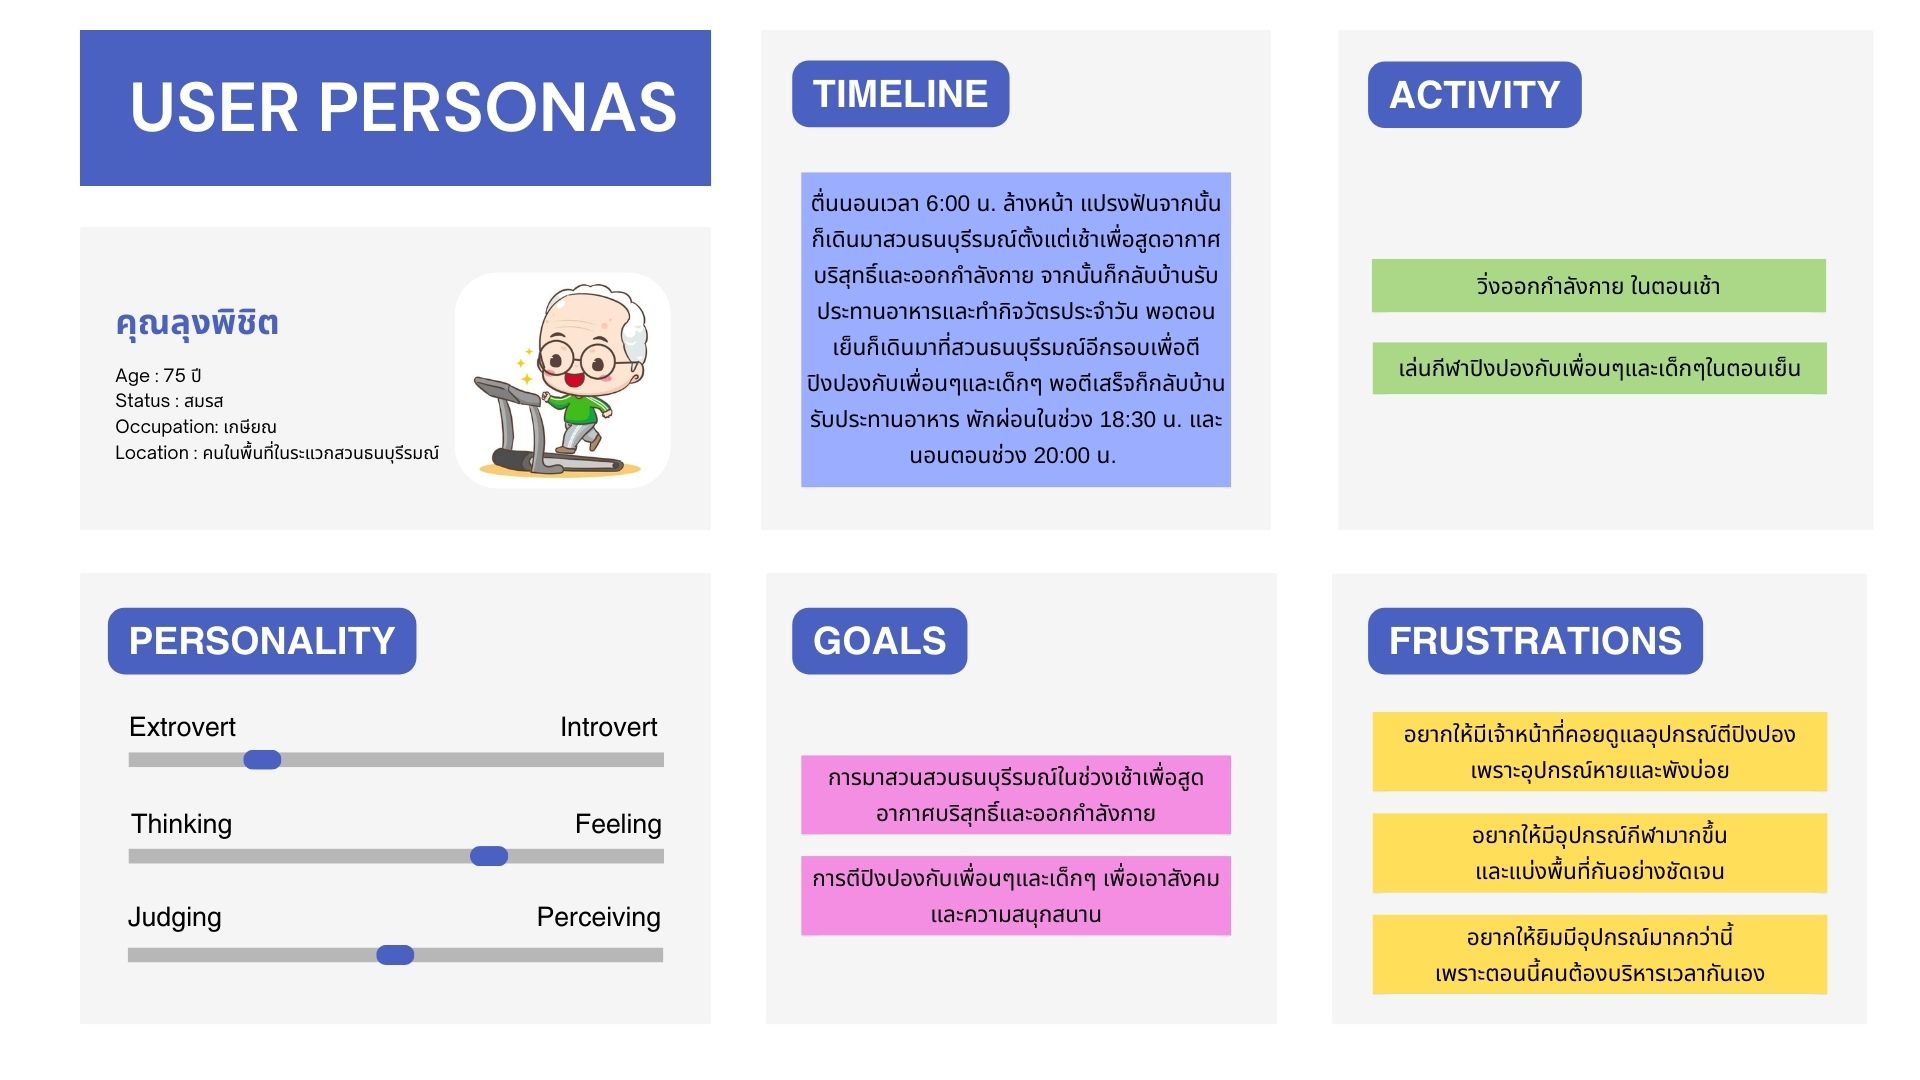 USER PERSONAS
คุณลุงพิชิต
Age : 75 ปี
Status : สมรส
Occupation: เกษียณ
Location : คนในพื้นที่ในระแวกสวนธนบุรีรมณ์
TIMELINE
ตื่นนอนเวลา 6:00 น. ล้างหน้า แปรงฟันจากนั้น
ก็เดินมาสวนธนบุรีรมณ์ตั้งแต่เช้าเพื่อสูดอากาศ
บริสุทธิ์และออกกำลังกาย จากนั้นก็กลับบ้านรับ
ประทานอาหารและทำกิจวัตรประจำวัน พอตอน
เย็นก็เดินมาที่สวนธนบุรีรมณ์อีกรอบเพื่อตี
ปิงปองกับเพื่อนๆและเด็กๆ พอตีเสร็จก็กลับบ้าน
รับประทานอาหาร พักผ่อนในช่วง 18:30 น. และ
นอนตอนช่วง 20:00 น.
ACTIVITY
วิ่งออกกำลังกาย ในตอนเช้า
เล่นกีฬาปิงปองกับเพื่อนๆและเด็กๆในตอนเย็น
PERSONALITY
Extrovert Introvert
Thinking Feeling
Judging Perceiving
GOALS
การมาสวนสวนธนบุรีรมณ์ในช่วงเช้าเพื่อสูด
อากาศบริสุทธิ์และออกกำลังกาย
การตีปิงปองกับเพื่อนๆและเด็กๆ เพื่อเอาสังคม
และความสนุกสนาน
FRUSTRATIONS
อยากให้มีเจ้าหน้าที่คอยดูแลอุปกรณ์ตีปิงปอง
เพราะอุปกรณ์หายและพังบ่อย
อยากให้มีอุปกรณ์กีฬามากขึ้น
และแบ่งพื้นที่กันอย่างชัดเจน
อยากให้ยิมมีอุปกรณ์มากกว่านี้
เพราะตอนนี้คนต้องบริหารเวลากันเอง